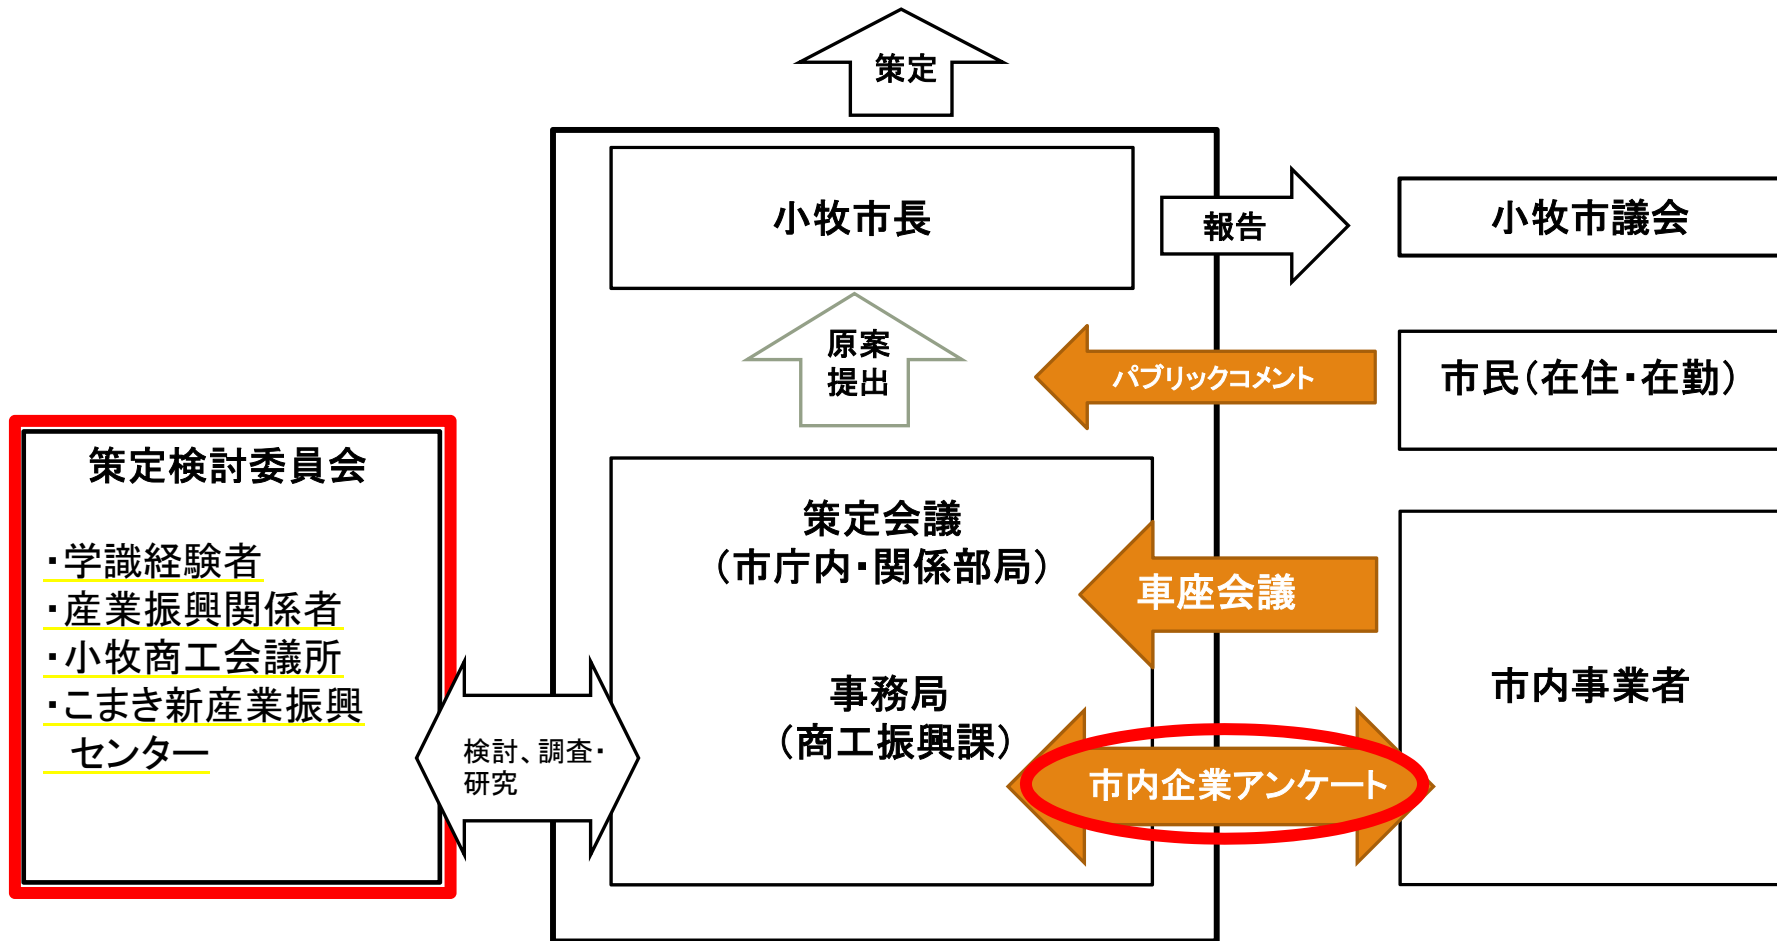 策定
小牧市長
報告
小牧市議会
原案
提出
パブリックコメント
市民(在住・在勤)
策定検討委員会
・学識経験者
・産業振興関係者
・小牧商工会議所
・こまき新産業振興
センター
検討、調査・
研究
策定会議
(市庁内・関係部局)
事務局
(商工振興課)
車座会議
市内企業アンケート
市内事業者